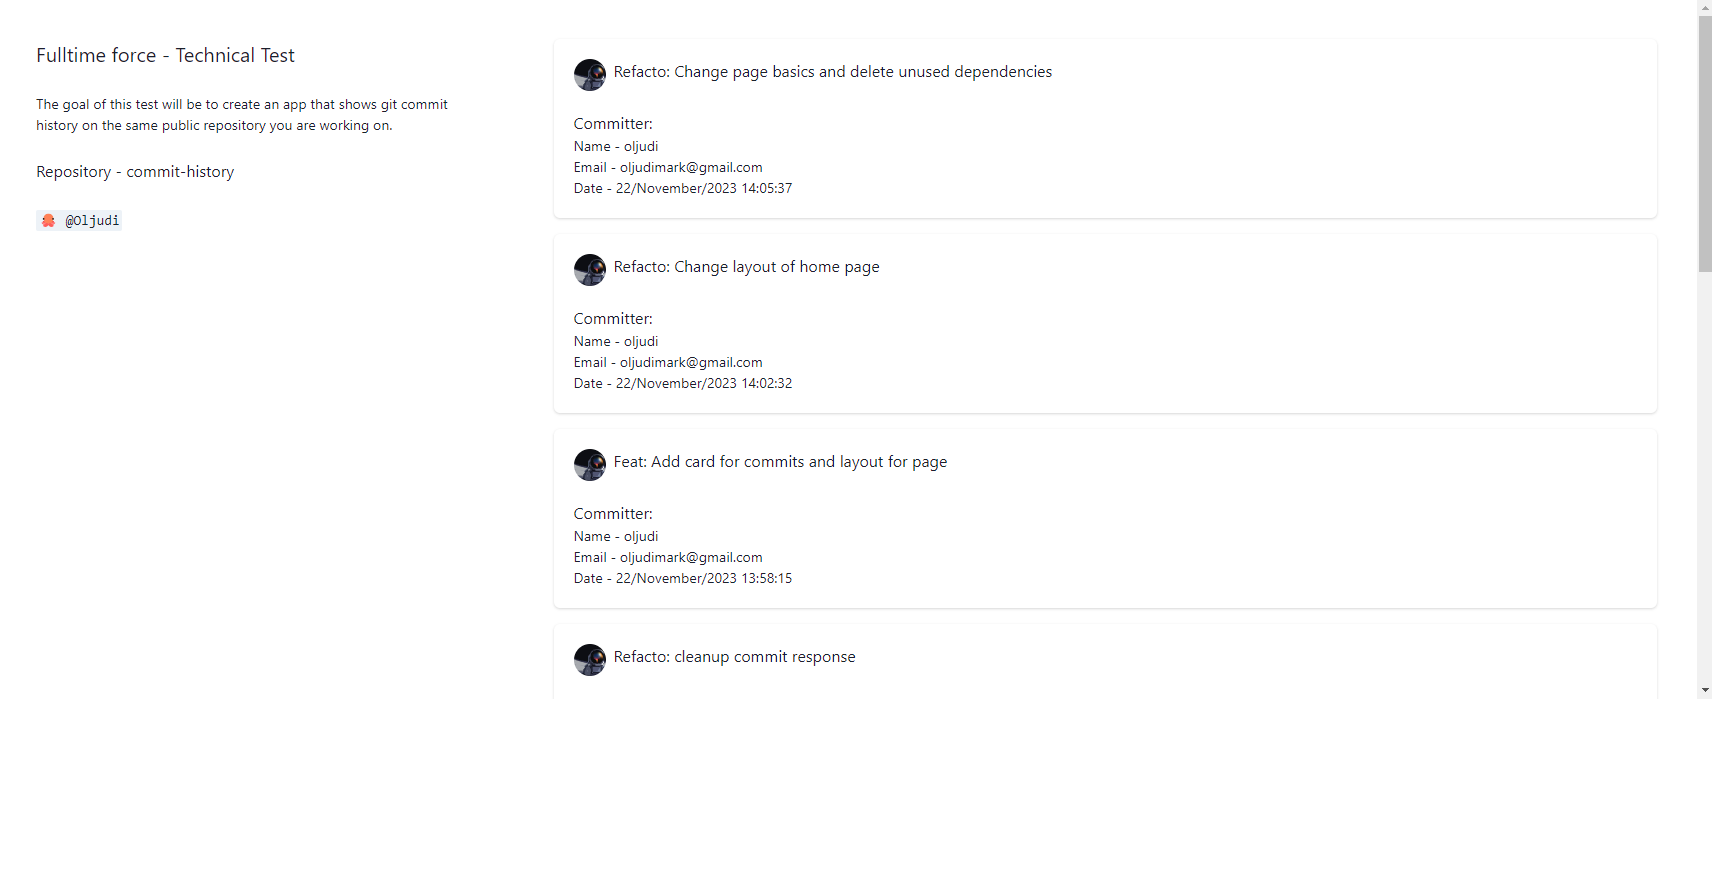 Fulltime force - Technical Test
The goal of this test will be to create an app that shows git commit
history on the same public repository you are working on.
Repository - commit-history
@Oljudi
Refacto: Change page basics and delete unused dependencies
Committer:
Name - oljudi
Email - oljudimark@gmail.com
Date - 22/November/2023 14:05:37
Refacto: Change layout of home page
Committer:
Name - oljudi
Email - oljudimark@gmail.com
Date - 22/November/2023 14:02:32
Feat: Add card for commits and layout for page
Committer:
Name - oljudi
Email - oljudimark@gmail.com
Date - 22/November/2023 13:58:15
Refacto: cleanup commit response